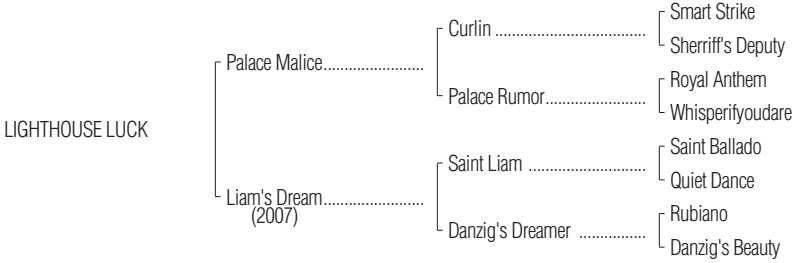 Smart Strike
Curlin ....................................
Sherriff's Deputy
Palace Malice........................
Royal Anthem
Palace Rumor........................
Whisperifyoudare
LIGHTHOUSE LUCK
Saint Ballado
Saint Liam ............................
Quiet Dance
Liam's Dream........................
(2007)
Rubiano
Danzig's Dreamer ................
Danzig's Beauty